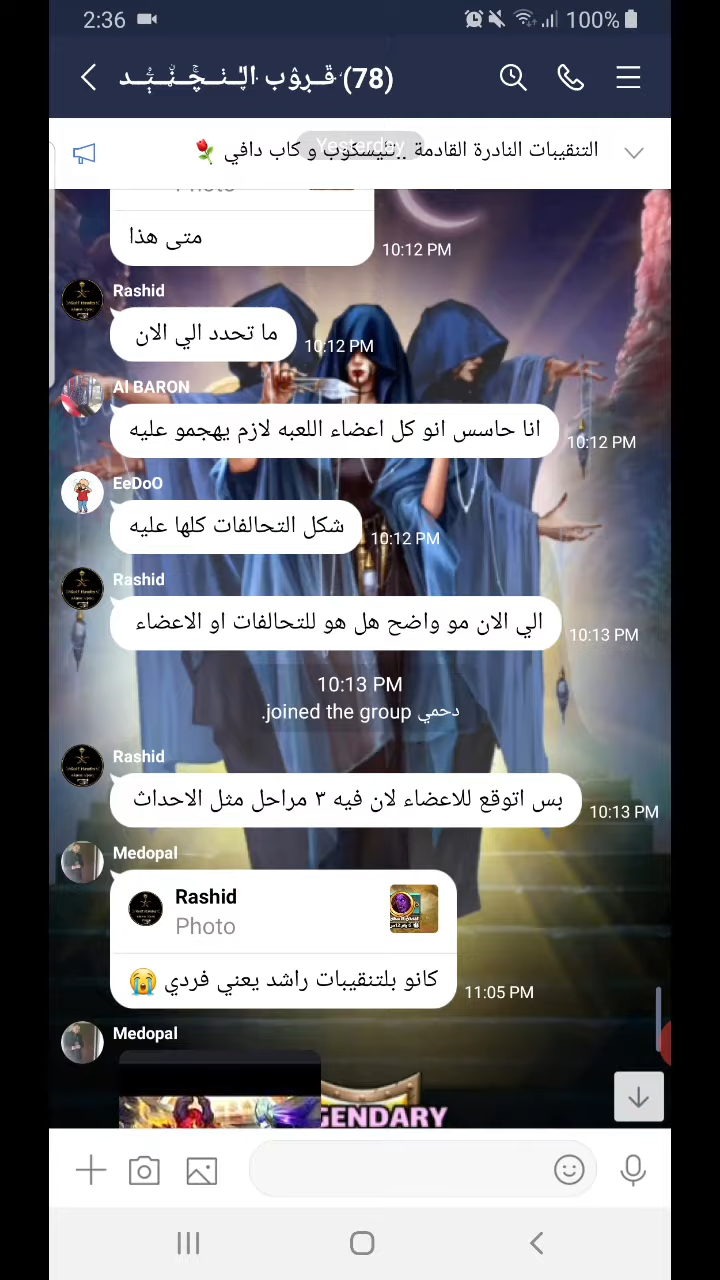 2:36
100%
قروب التنجنيد (78)
التنقيبات النادرة القادمة ..تنيسكوب و كاب دافي 🌹
Yesterday
Photo
متى هذا
10:12 PM
Rashid
ما تحدد الي الان
10:12 PM
Al BARON
انا حاسس انو كل اعضاء اللعبه لازم يهجمو عليه
10:12 PM
EeDoO
شكل التحالفات كلها عليه
10:12 PM
Rashid
الي الان مو واضح هل هو للتحالفات او الاعضاء
10:13 PM
10:13 PM
دحمي joined the group.
Rashid
بس اتوقع للاعضاء لان فيه ٣ مراحل مثل الاحداث
10:13 PM
Medopal
Rashid
Photo
كانو بلتنقيبات راشد يعني فردي 😭
11:05 PM
Medopal
GENDARY